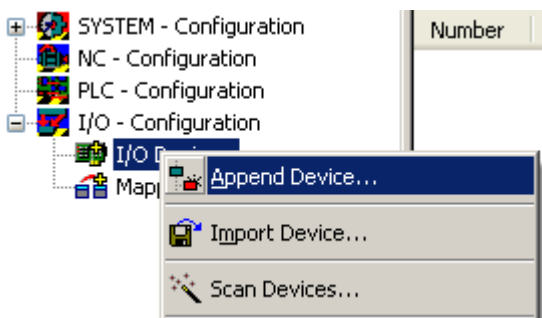 SYSTEM - Configuration
Number
NC - Configuration
PLC - Configuration
I/O - Configuration
I/O
Append Device...
Import Device...
Scan Devices...